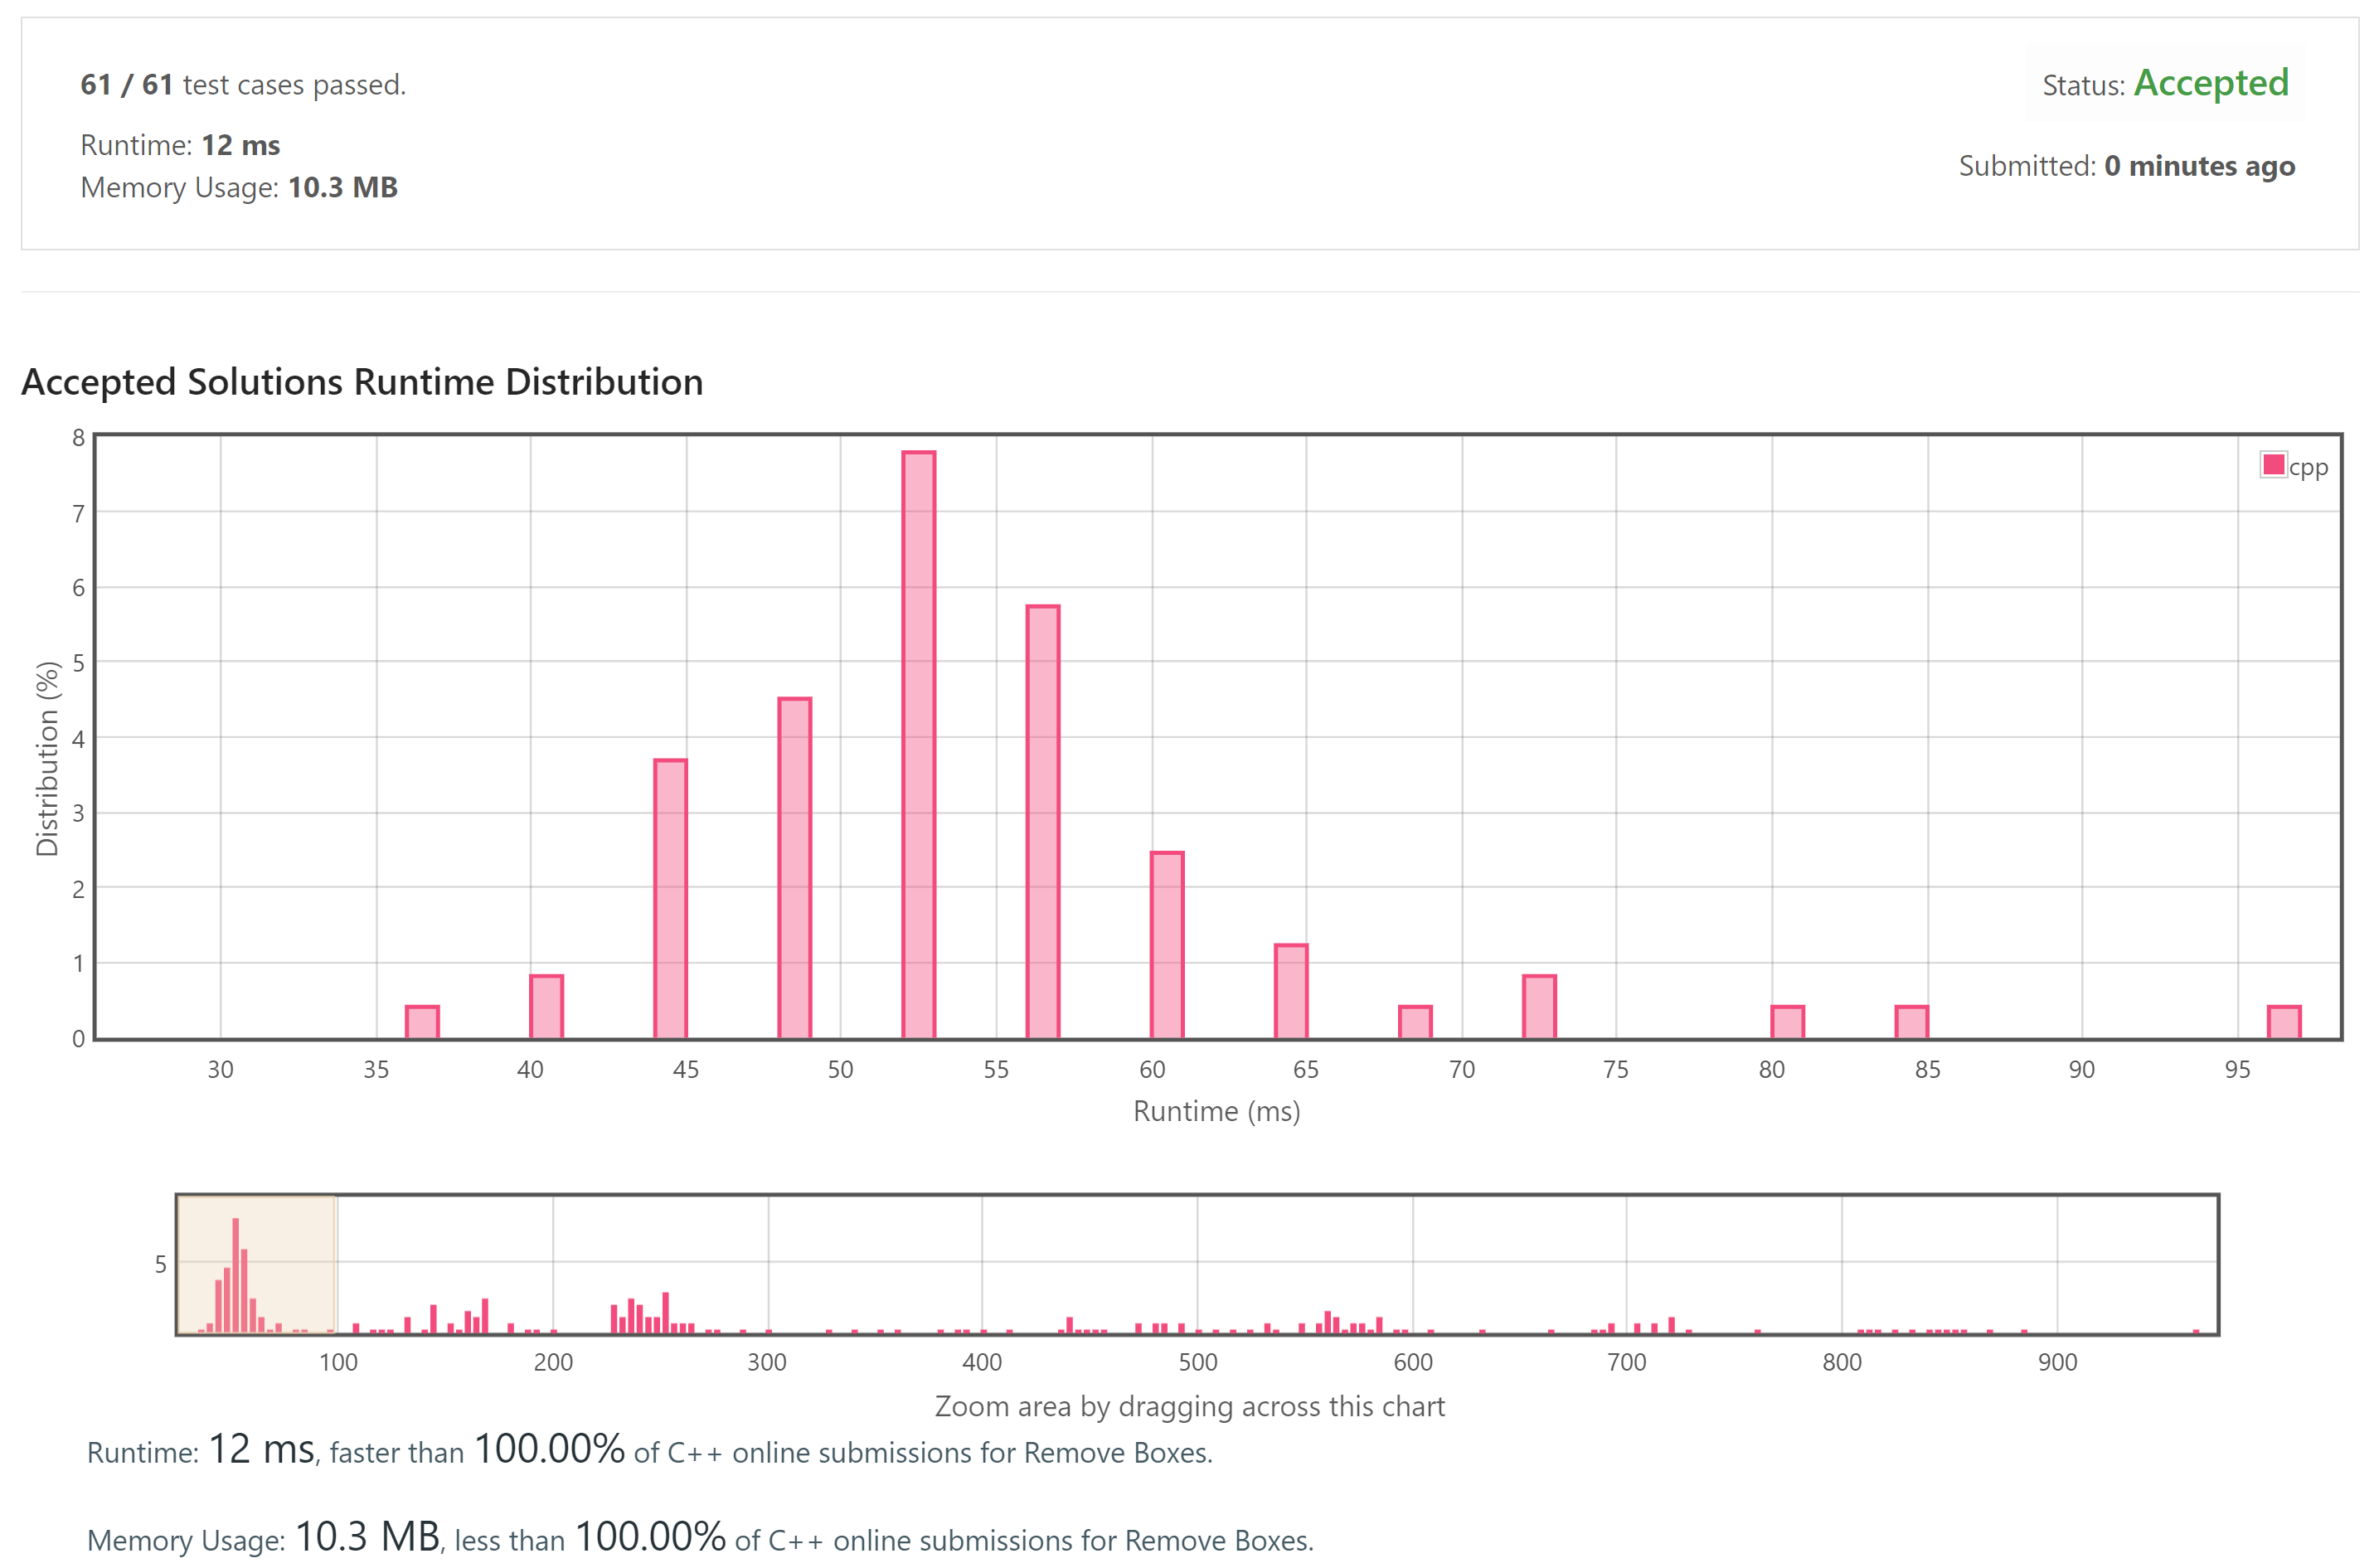 61 / 61 test cases passed.
Status: Accepted
Runtime: 12 ms
Submitted: 0 minutes ago
Memory Usage: 10.3 MB
Accepted Solutions Runtime Distribution
8
7
6
5
4
3
2
1
0
Distribution (%)
cpp
30 35 40 45 50 55 60 65 70 75 80 85 90 95
Runtime (ms)
5
100 200 300 400 500 600 700 800 900
Zoom area by dragging across this chart
Runtime: 12 ms, faster than 100.00% of C++ online submissions for Remove Boxes.
Memory Usage: 10.3 MB, less than 100.00% of C++ online submissions for Remove Boxes.